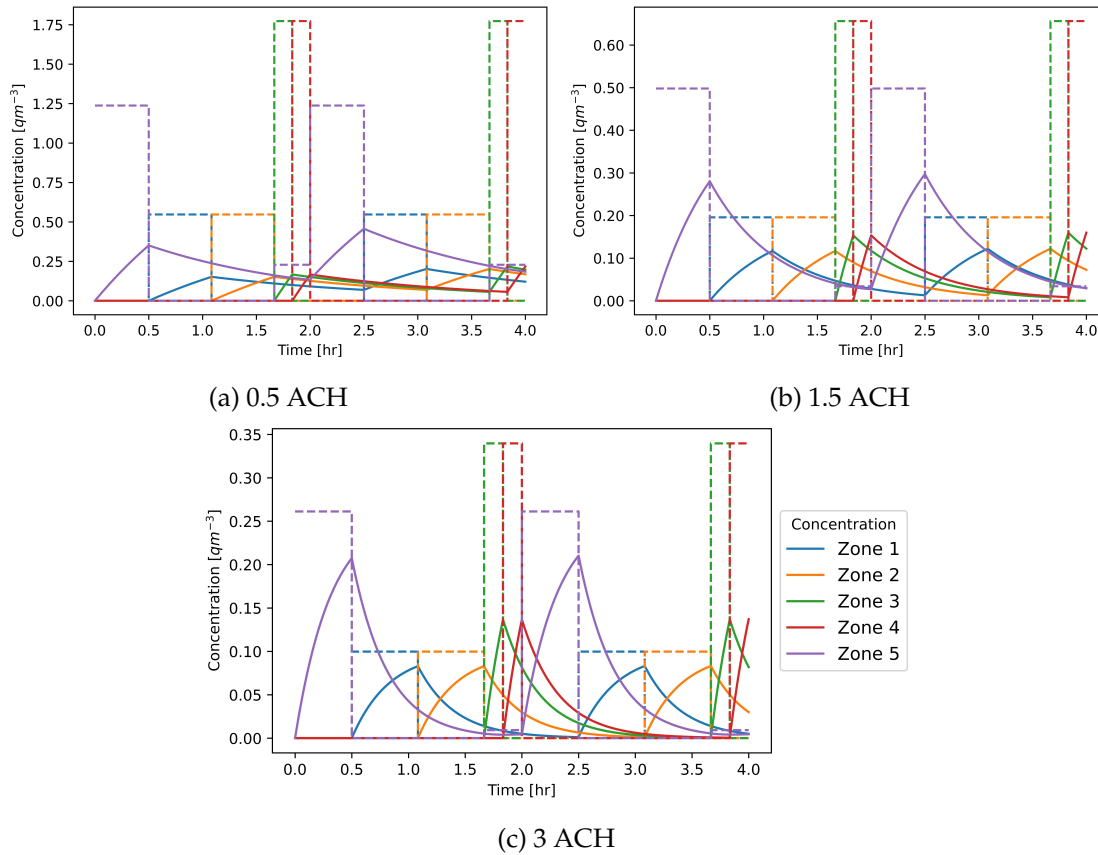 Concentration [qm⁻³]
1.75
1.50
1.25
1.00
0.75
0.50
0.25
0.00
0.0 0.5 1.0 1.5 2.0 2.5 3.0 3.5 4.0
Time [hr]
(a) 0.5 ACH
Concentration [qm⁻³]
0.60
0.50
0.40
0.30
0.20
0.10
0.00
0.0 0.5 1.0 1.5 2.0 2.5 3.0 3.5 4.0
Time [hr]
(b) 1.5 ACH
Concentration [qm⁻³]
0.35
0.30
0.25
0.20
0.15
0.10
0.05
0.00
0.0 0.5 1.0 1.5 2.0 2.5 3.0 3.5 4.0
Time [hr]
Concentration
Zone 1
Zone 2
Zone 3
Zone 4
Zone 5
(c) 3 ACH